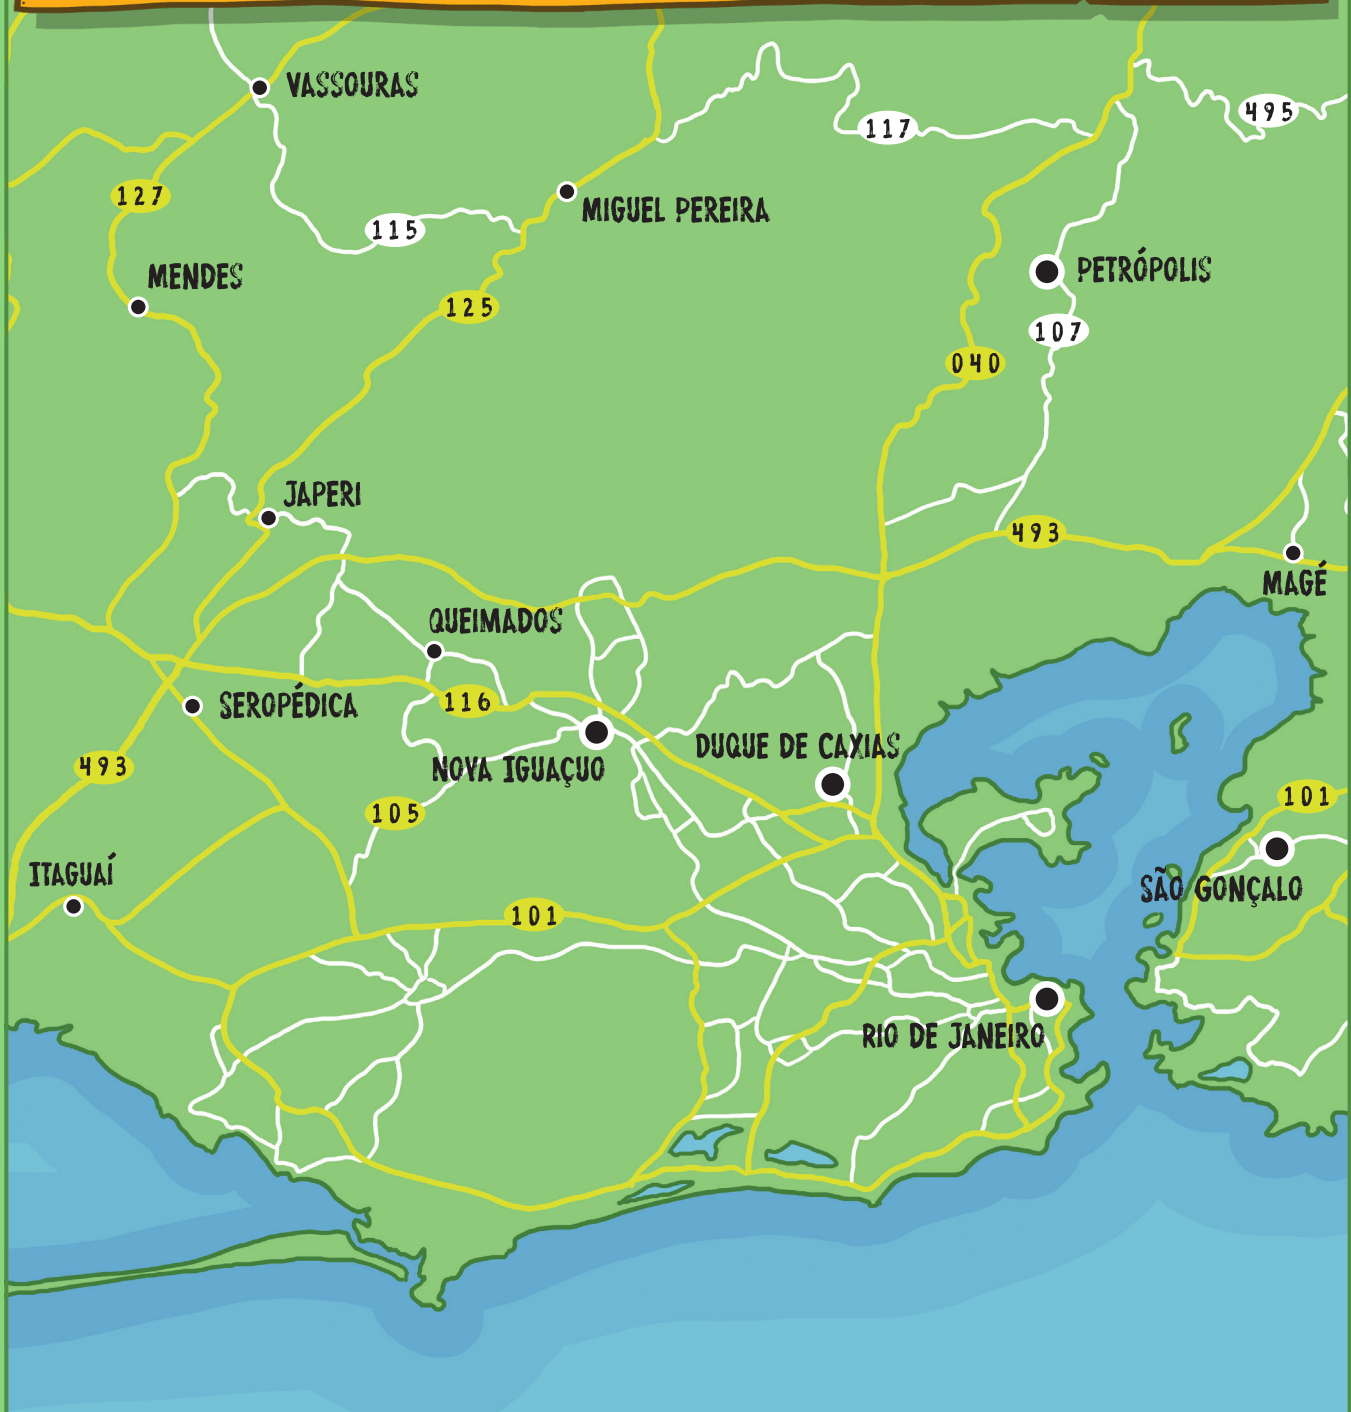 VASSOURAS
495
117
127
MIGUEL PEREIRA
115
MENDES
PETRÓPOLIS
125
107
040
JAPERI
493
MAGÉ
QUEIMADOS
SEROPÉDICA
116
DUQUE DE CAXIAS
NOVA IGUAÇUO
493
101
105
ITAGUAÍ
SÃO GONÇALO
101
RIO DE JANEIRO